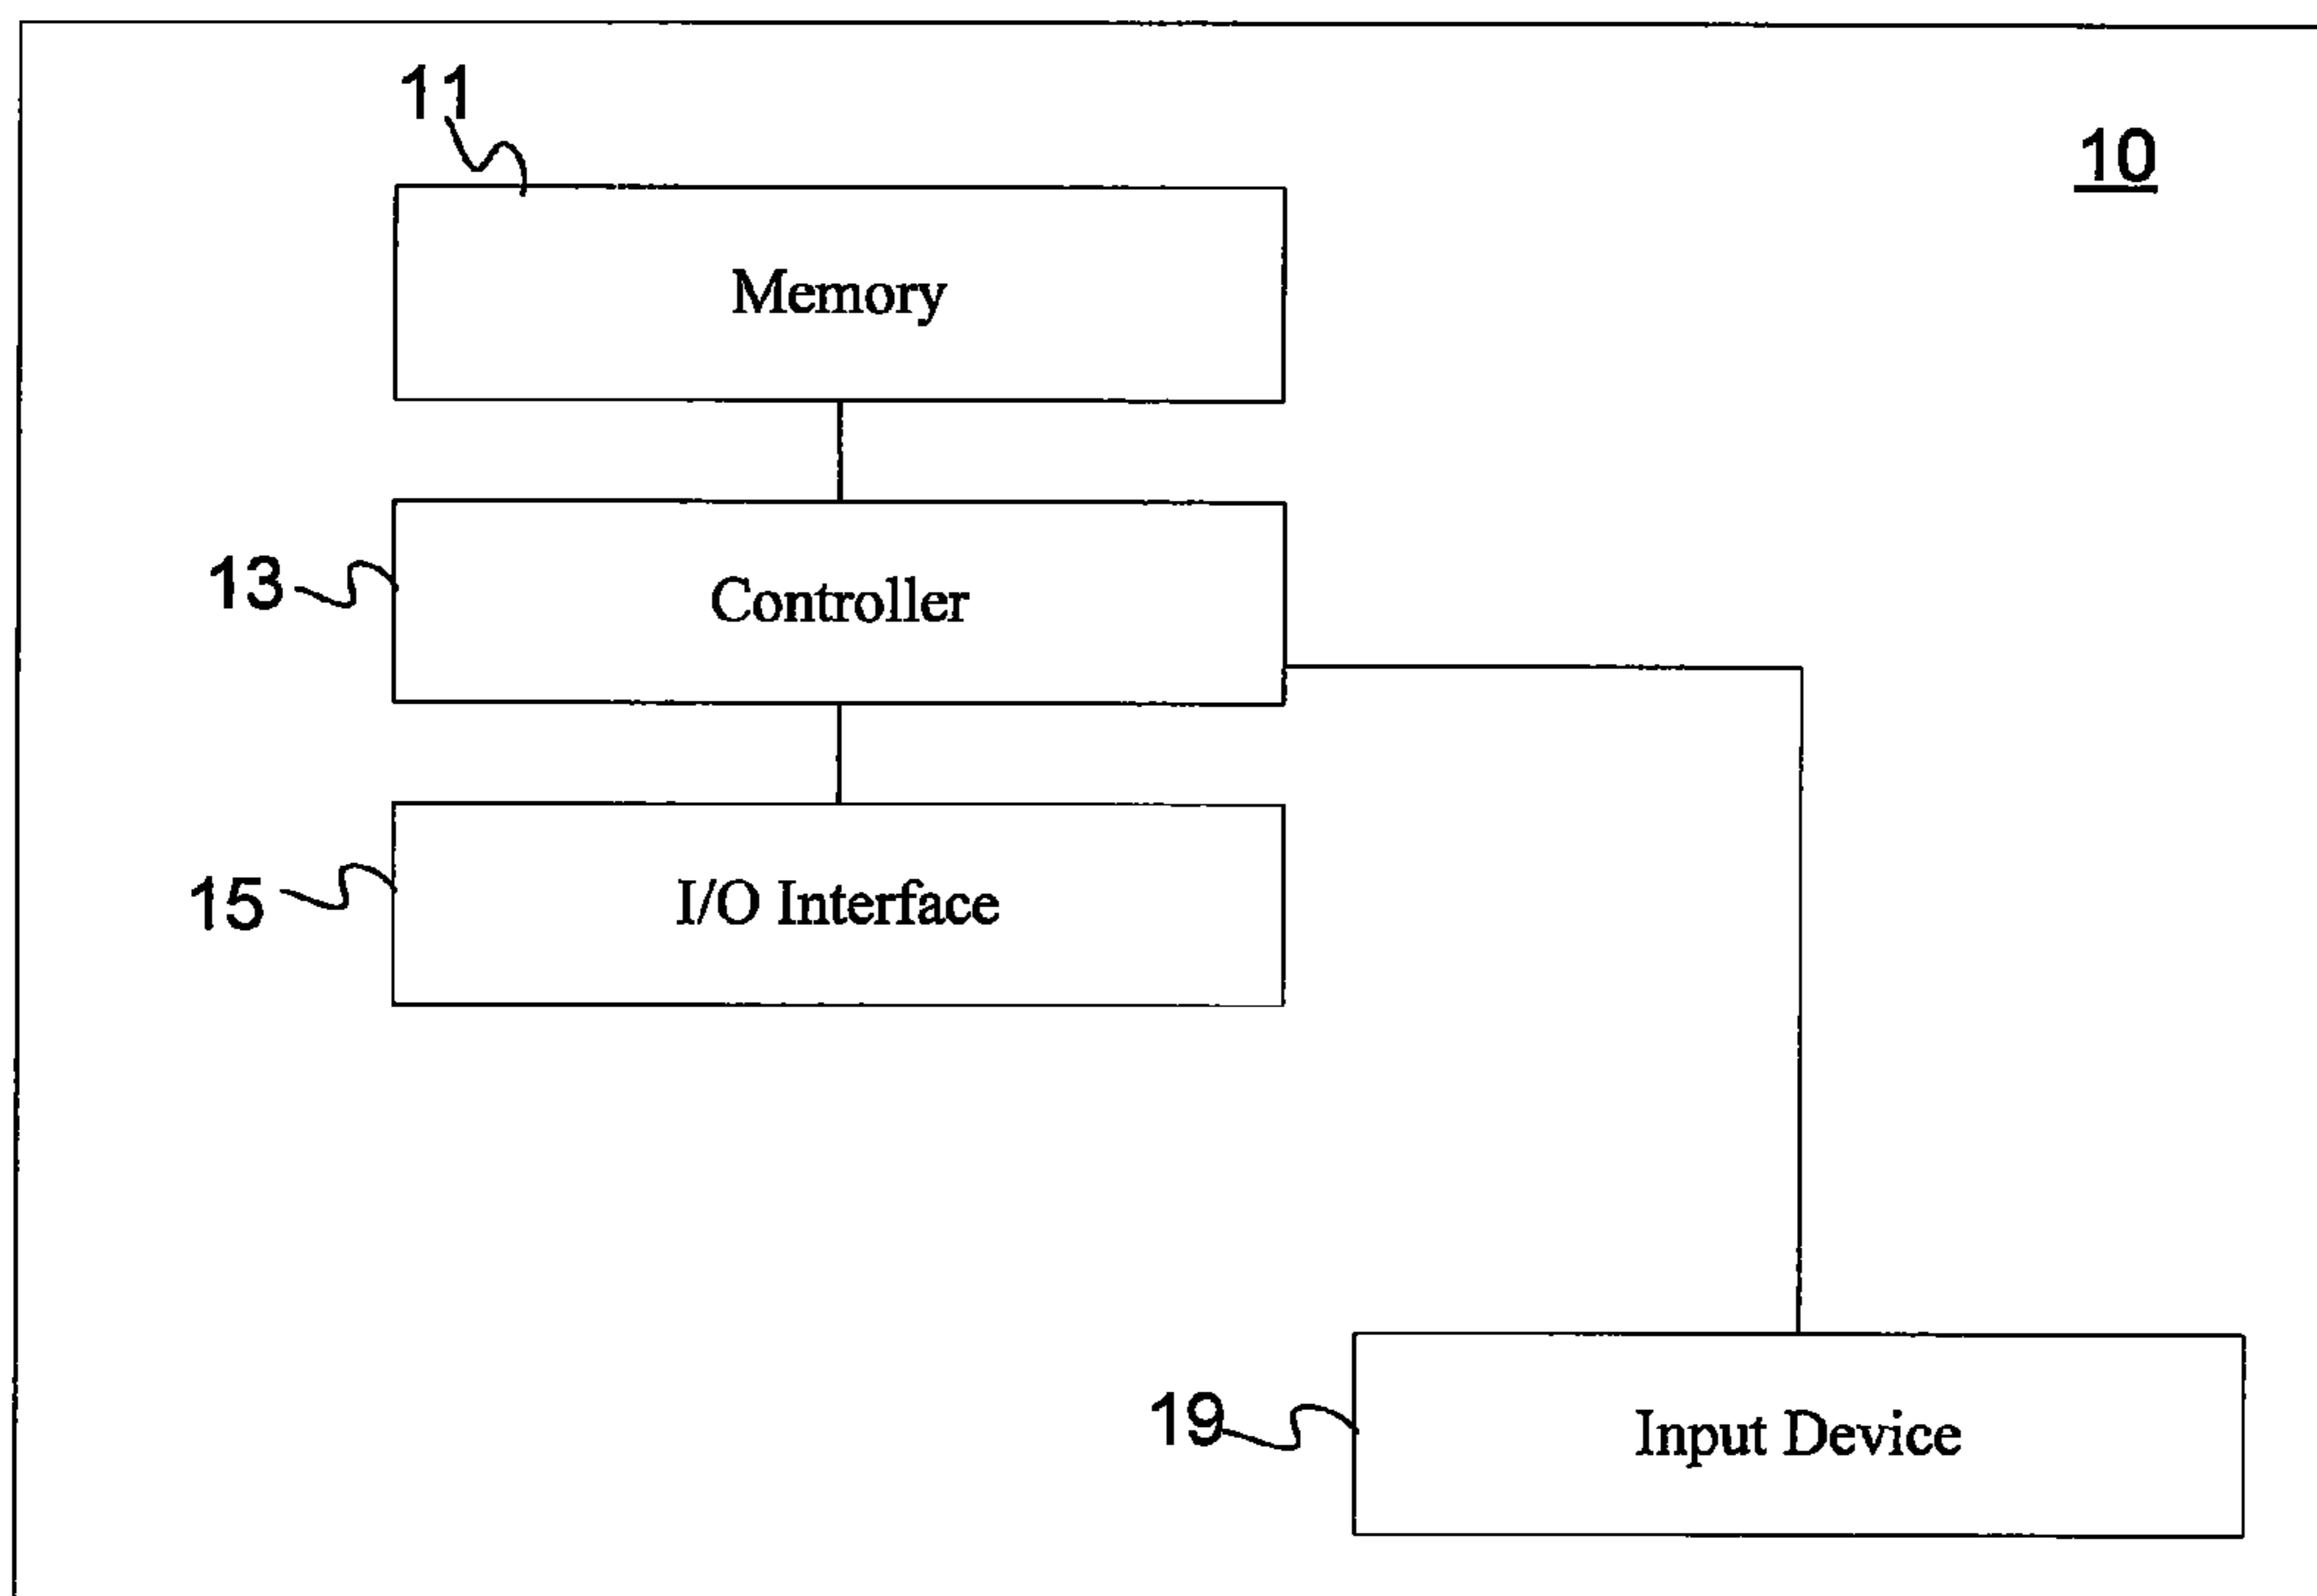 11
10
Memory
13
Controller
15
I/O Interface
19
Input Device